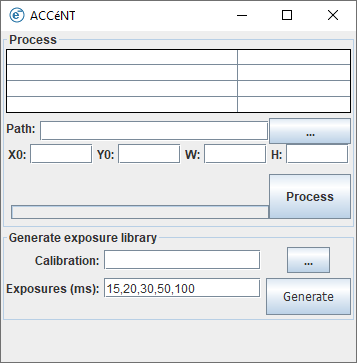 ACCéNT
Process
Path: ...
X0: Y0: W: H:
Process
Generate exposure library
Calibration: ...
Exposures (ms): 15,20,30,50,100 Generate